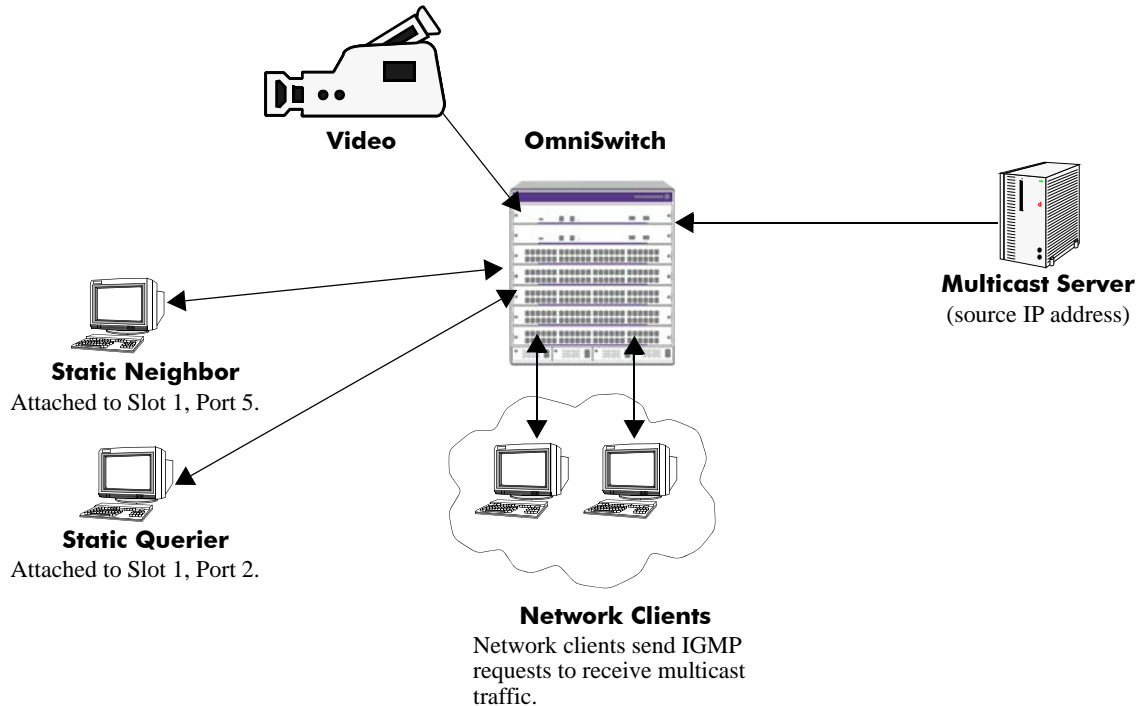 Video
OmniSwitch
Multicast Server
(source IP address)
Static Neighbor
Attached to Slot 1, Port 5.
Static Querier
Attached to Slot 1, Port 2.
Network Clients
Network clients send IGMP
requests to receive multicast
traffic.